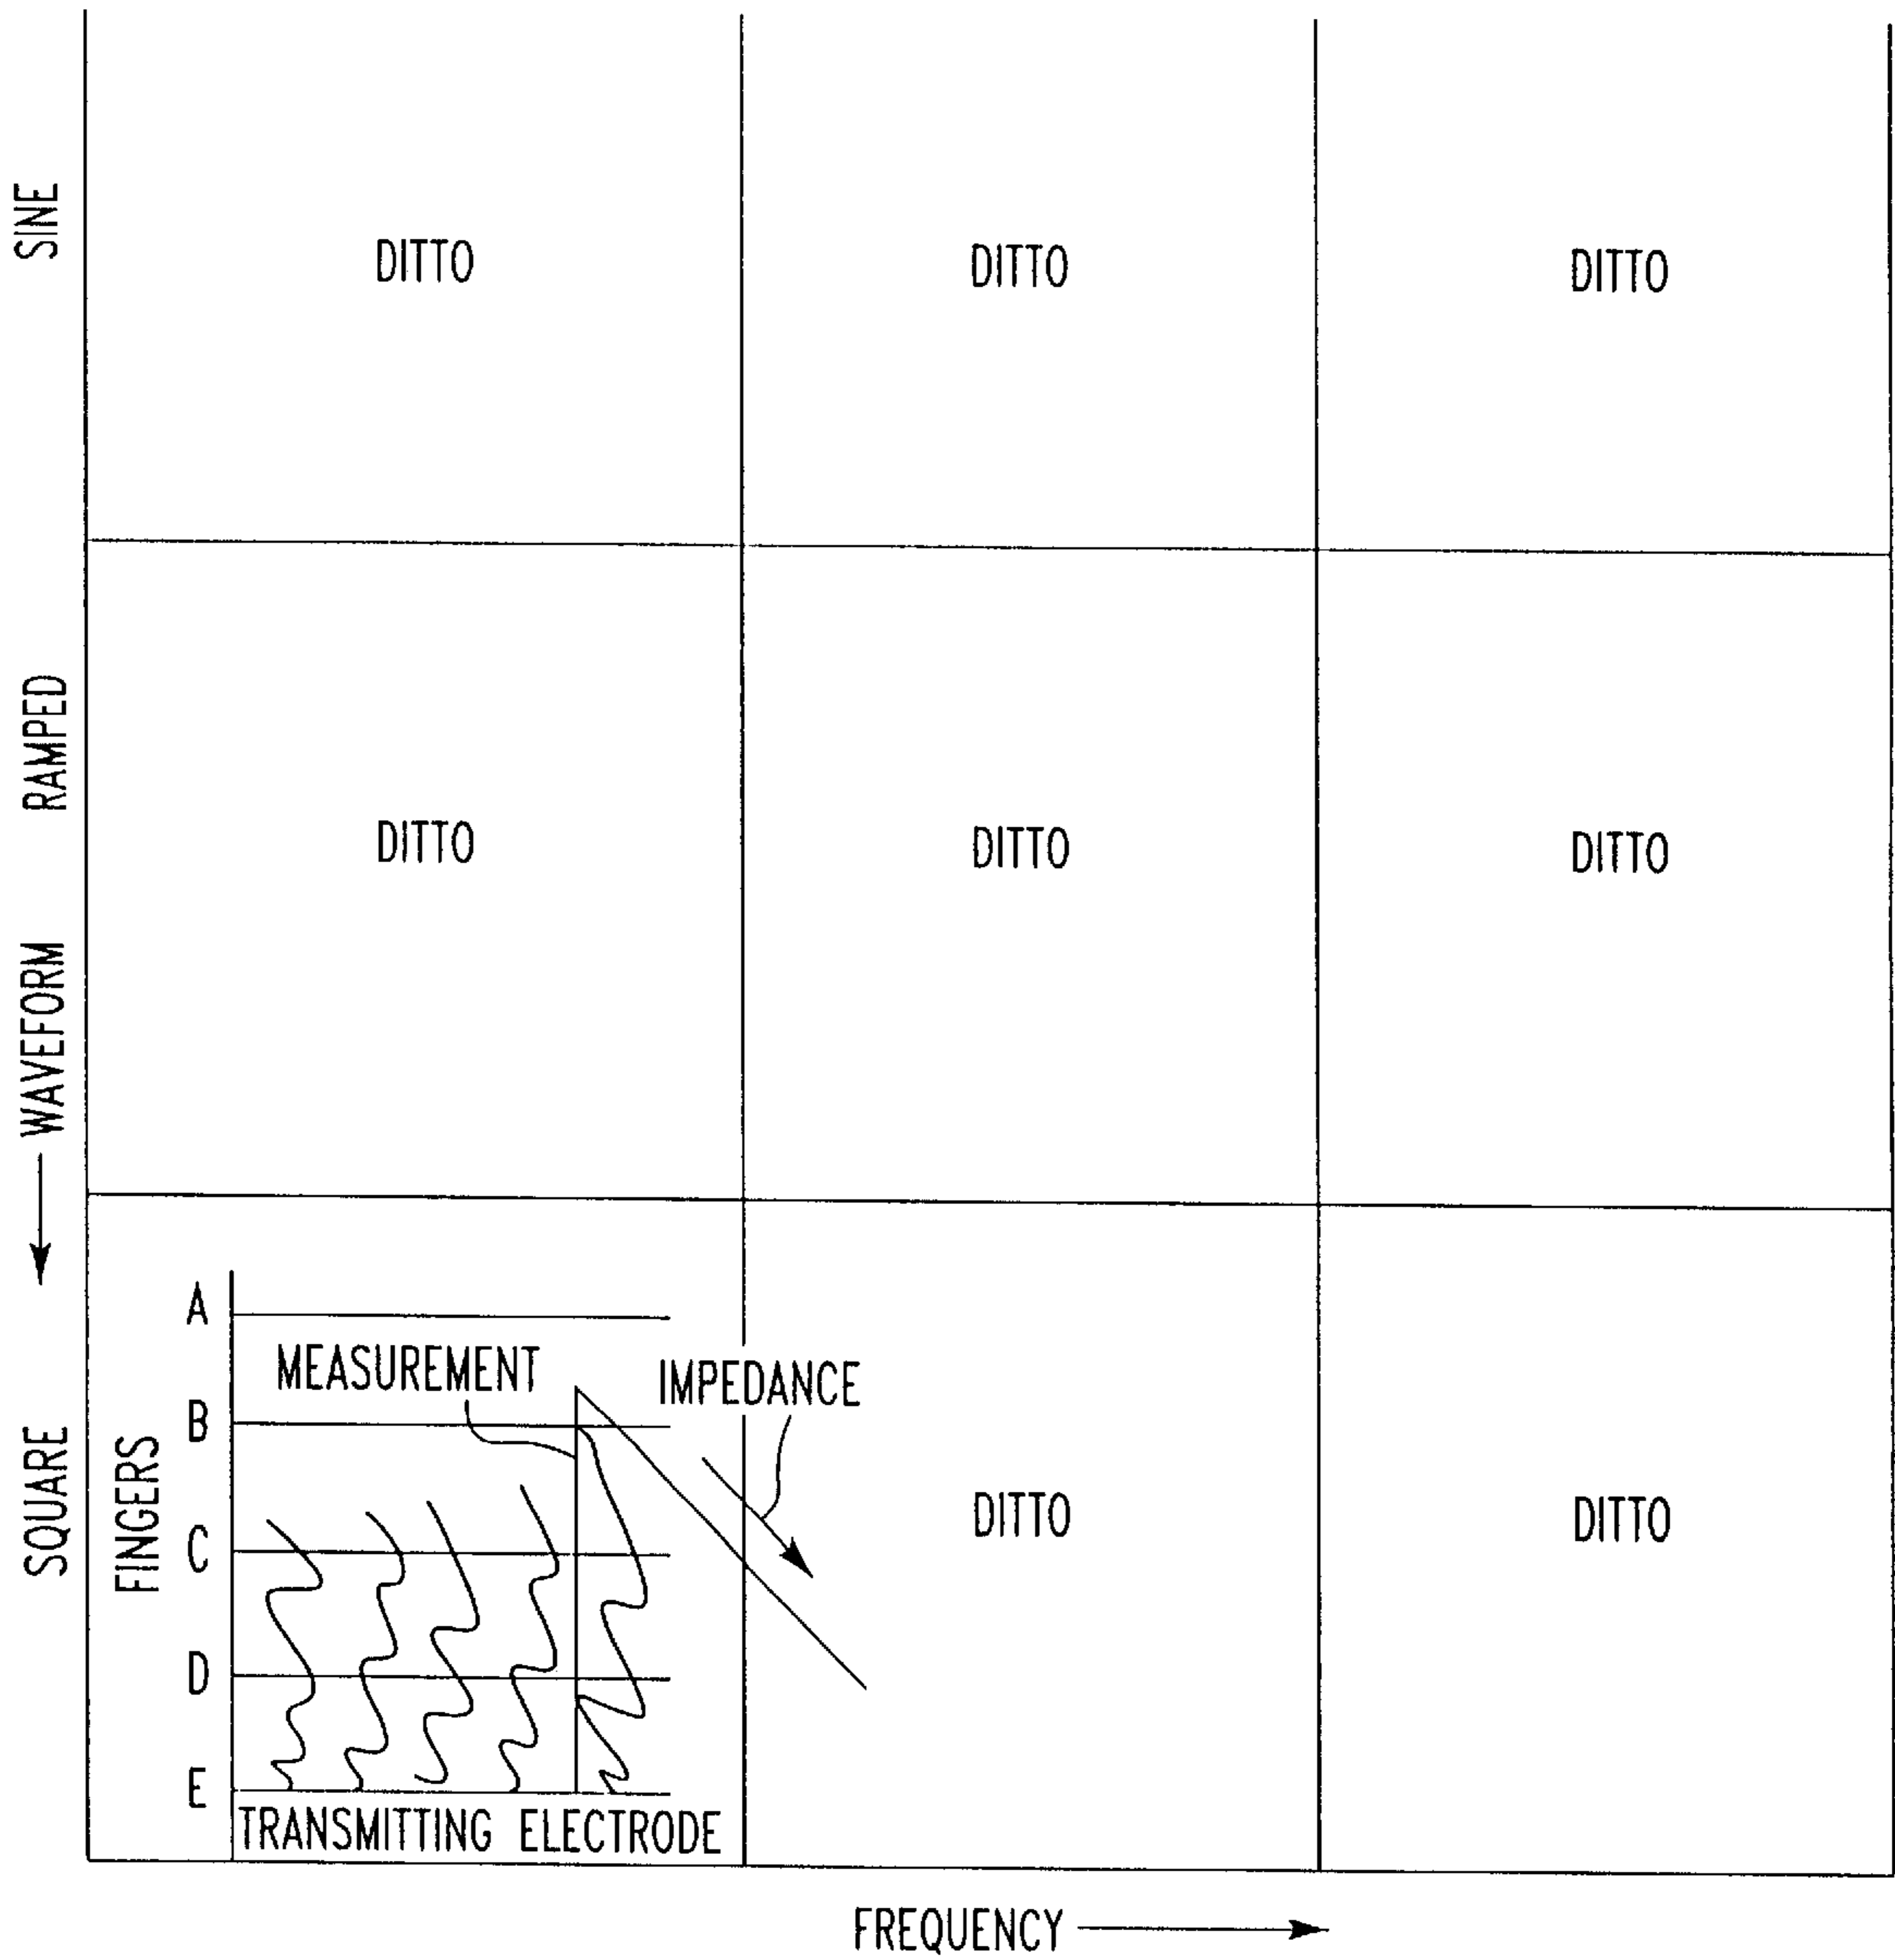 SINE
DITTO
DITTO
DITTO
RAMPED
DITTO
DITTO
DITTO
WAVEFORM
SQUARE
FINGERS
A
MEASUREMENT
IMPEDANCE
B
C
DITTO
DITTO
D
E
TRANSMITTING ELECTRODE
FREQUENCY